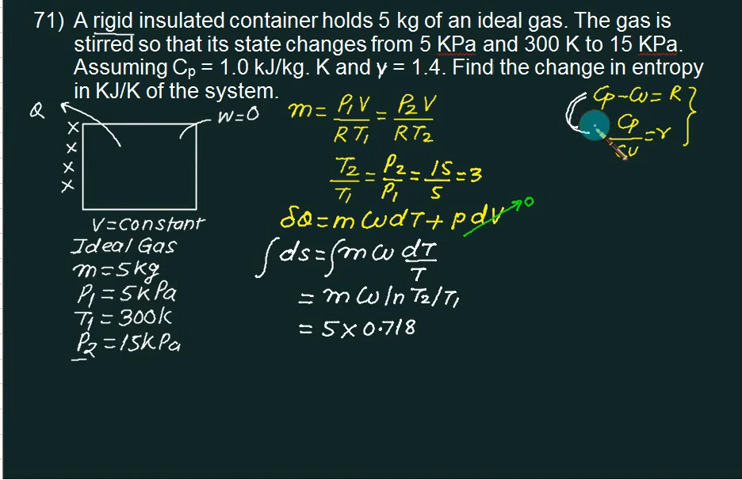 71) A rigid insulated container holds 5 kg of an ideal gas. The gas is
stirred so that its state changes from 5 KPa and 300 K to 15 KPa.
Assuming Cₚ = 1.0 kJ/kg. K and γ = 1.4. Find the change in entropy
in KJ/K of the system.
Q
W=0
m = P₁V/RT₁ = P₂V/RT₂
Cp-Cv = R
Cp/Cv = γ
T₂/T₁ = P₂/P₁ = 15/5 = 3
δQ = mCvdT + pdV → 0
V = Constant
Ideal Gas
m = 5kg
P₁ = 5kPa
T₁ = 300k
P₂ = 15kPa
∫ds = ∫mCv dT/T
= mCv ln T₂/T₁
= 5 × 0.718